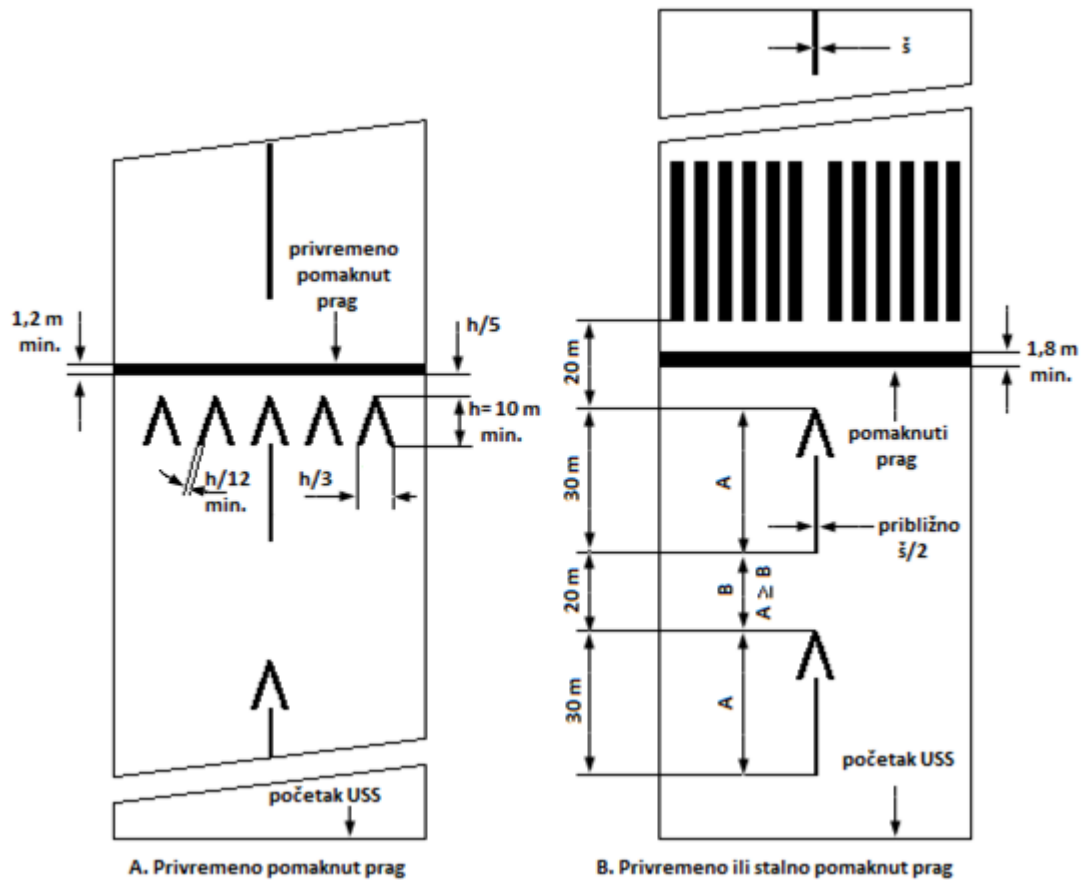 privremeno
pomaknut
prag
1,2 m
min.
h/5
h= 10 m
min.
h/12
min.
h/3
početak USS
A. Privremeno pomaknut prag
š
20 m
1,8 m
min.
pomaknuti
prag
30 m
A
približno
š/2
20 m
B
A ≥ B
30 m
A
početak USS
B. Privremeno ili stalno pomaknut prag